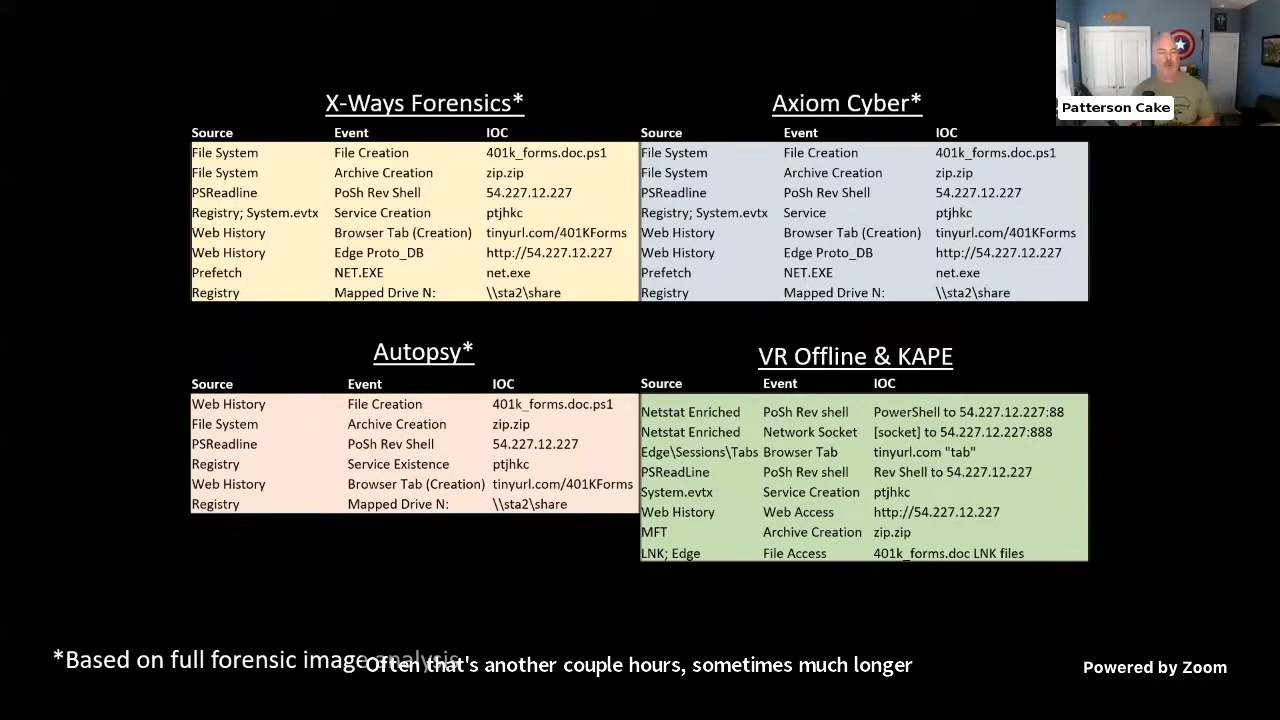 Patterson Cake
X-Ways Forensics*
Source Event IOC
File System File Creation 401k_forms.doc.ps1
File System Archive Creation zip.zip
PSReadline PoSh Rev Shell 54.227.12.227
Registry; System.evtx Service Creation ptjhkc
Web History Browser Tab (Creation) tinyurl.com/401KForms
Web History Edge Proto_DB http://54.227.12.227
Prefetch NET.EXE net.exe
Registry Mapped Drive N: \\sta2\share
Axiom Cyber*
Source Event IOC
File System File Creation 401k_forms.doc.ps1
File System Archive Creation zip.zip
PSReadline PoSh Rev Shell 54.227.12.227
Registry; System.evtx Service ptjhkc
Web History Browser Tab (Creation) tinyurl.com/401KForms
Web History Edge Proto_DB http://54.227.12.227
Prefetch NET.EXE net.exe
Registry Mapped Drive N: \\sta2\share
Autopsy*
Source Event IOC
Web History File Creation 401k_forms.doc.ps1
File System Archive Creation zip.zip
PSReadline PoSh Rev Shell 54.227.12.227
Registry Service Existence ptjhkc
Web History Browser Tab (Creation) tinyurl.com/401KForms
Registry Mapped Drive N: \\sta2\share
VR Offline & KAPE
Source Event IOC
Netstat Enriched PoSh Rev shell PowerShell to 54.227.12.227:88
Netstat Enriched Network Socket [socket] to 54.227.12.227:888
Edge\Sessions\Tabs Browser Tab tinyurl.com "tab"
PSReadLine PoSh Rev shell Rev Shell to 54.227.12.227
System.evtx Service Creation ptjhkc
Web History Web Access http://54.227.12.227
MFT Archive Creation zip.zip
LNK; Edge File Access 401k_forms.doc LNK files
*Based on full forensic image analysis
Often that's another couple hours, sometimes much longer
Powered by Zoom